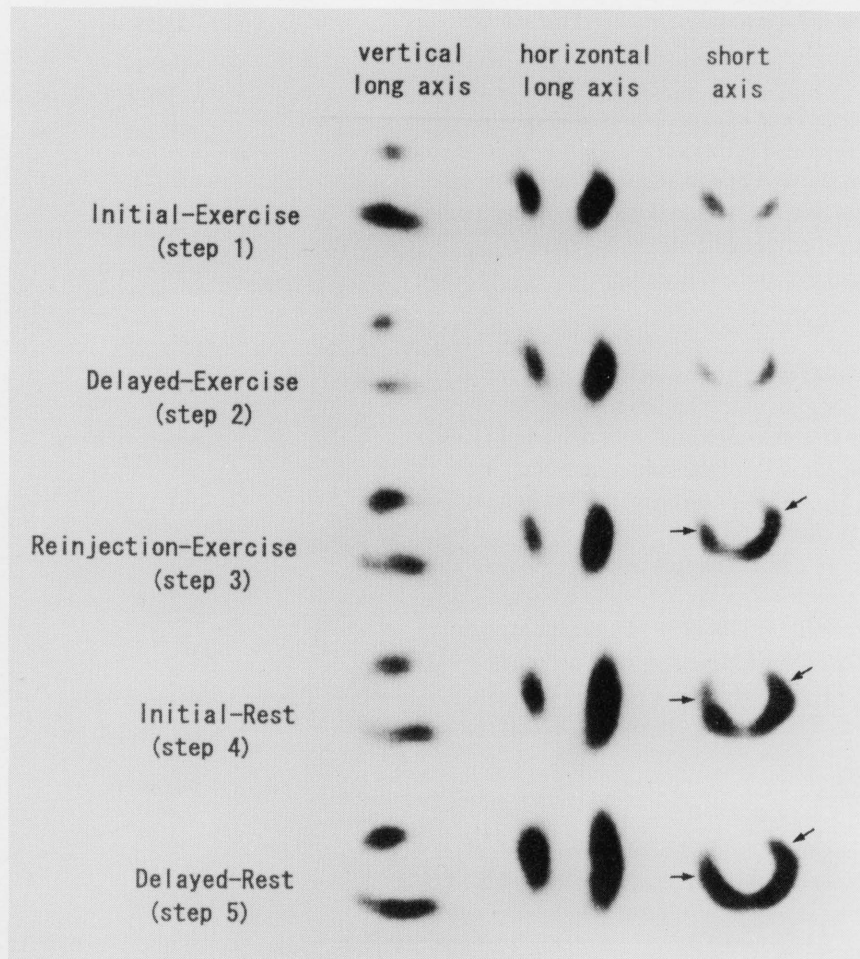 vertical
long axis
horizontal
long axis
short
axis
Initial-Exercise
(step 1)
Delayed-Exercise
(step 2)
Reinjection-Exercise
(step 3)
Initial-Rest
(step 4)
Delayed-Rest
(step 5)